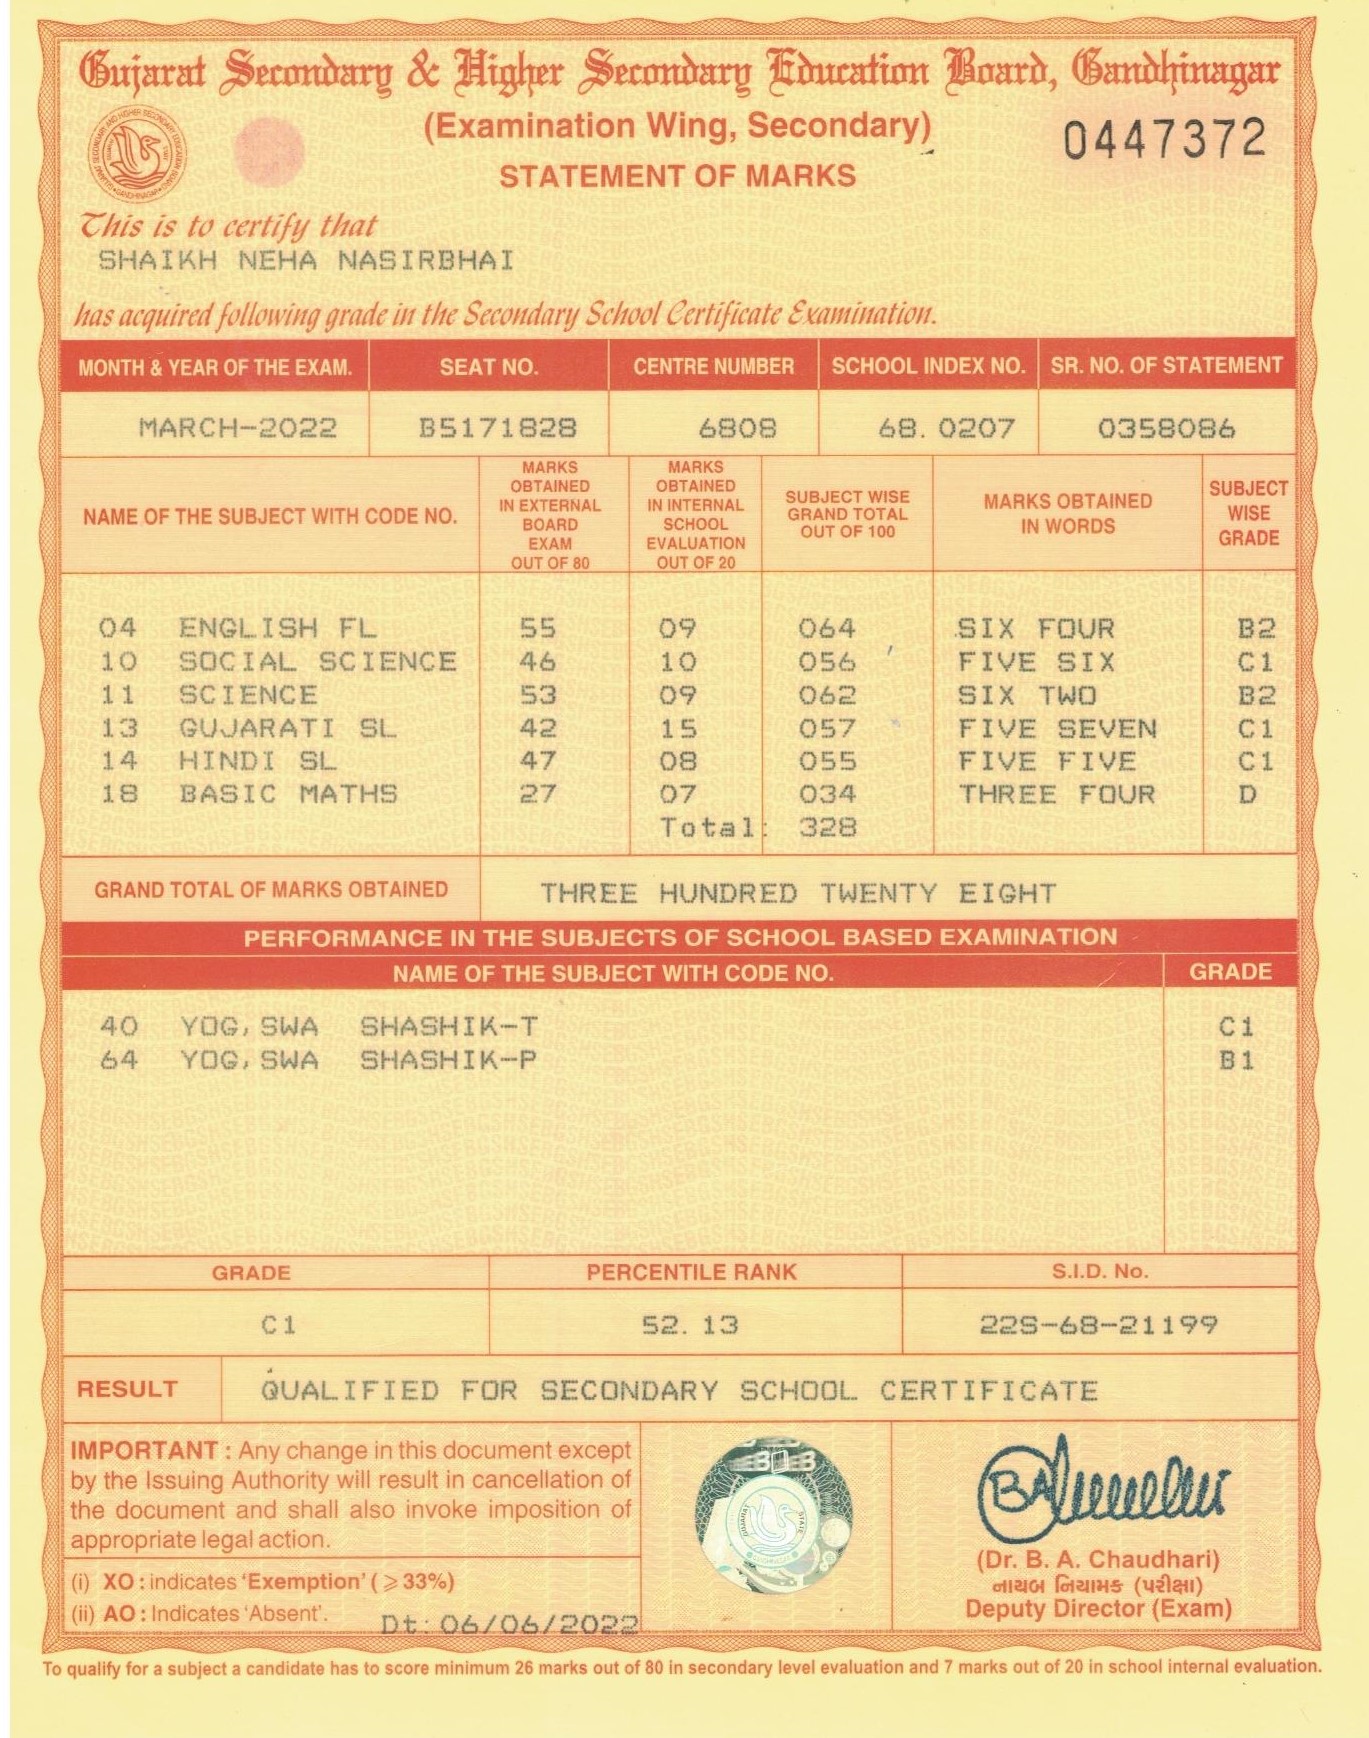 Gujarat Secondary & Higher Secondary Education Board, Gandhinagar
(Examination Wing, Secondary)
0447372
STATEMENT OF MARKS
This is to certify that
SHAIKH NEHA NASIRBHAI
has acquired following grade in the Secondary School Certificate Examination.
MONTH & YEAR OF THE EXAM. SEAT NO. CENTRE NUMBER SCHOOL INDEX NO. SR. NO. OF STATEMENT
MARCH-2022 B5171828 6808 68.0207 0358086
NAME OF THE SUBJECT WITH CODE NO. MARKS OBTAINED IN EXTERNAL BOARD EXAM OUT OF 80 MARKS OBTAINED IN INTERNAL SCHOOL EVALUATION OUT OF 20 SUBJECT WISE GRAND TOTAL OUT OF 100 MARKS OBTAINED IN WORDS SUBJECT WISE GRADE
04 ENGLISH FL 55 09 064 SIX FOUR B2
10 SOCIAL SCIENCE 46 10 056 FIVE SIX C1
11 SCIENCE 53 09 062 SIX TWO B2
13 GUJARATI SL 42 15 057 FIVE SEVEN C1
14 HINDI SL 47 08 055 FIVE FIVE C1
18 BASIC MATHS 27 07 034 THREE FOUR D
Total: 328
GRAND TOTAL OF MARKS OBTAINED THREE HUNDRED TWENTY EIGHT
PERFORMANCE IN THE SUBJECTS OF SCHOOL BASED EXAMINATION
NAME OF THE SUBJECT WITH CODE NO. GRADE
40 YOG,SWA SHASHIK-T C1
64 YOG,SWA SHASHIK-P B1
GRADE PERCENTILE RANK S.I.D. No.
C1 52.13 22S-68-21199
RESULT QUALIFIED FOR SECONDARY SCHOOL CERTIFICATE
IMPORTANT : Any change in this document except
by the Issuing Authority will result in cancellation of
the document and shall also invoke imposition of
appropriate legal action.
(i) XO : indicates 'Exemption' (⩾33%)
(ii) AO : Indicates 'Absent'.
Dt: 06/06/2022
(Dr. B. A. Chaudhari)
નાયબ નિયામક (પરીક્ષા)
Deputy Director (Exam)
To qualify for a subject a candidate has to score minimum 26 marks out of 80 in secondary level evaluation and 7 marks out of 20 in school internal evaluation.